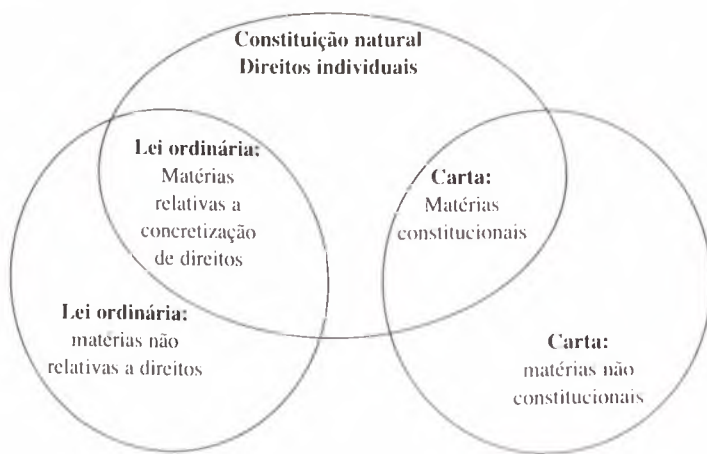 Constituição natural
Direitos individuais
Lei ordinária:
Matérias
relativas a
concretização
de direitos
Carta:
Matérias
constitucionais
Lei ordinária:
matérias não
relativas a direitos
Carta:
matérias não
constitucionais